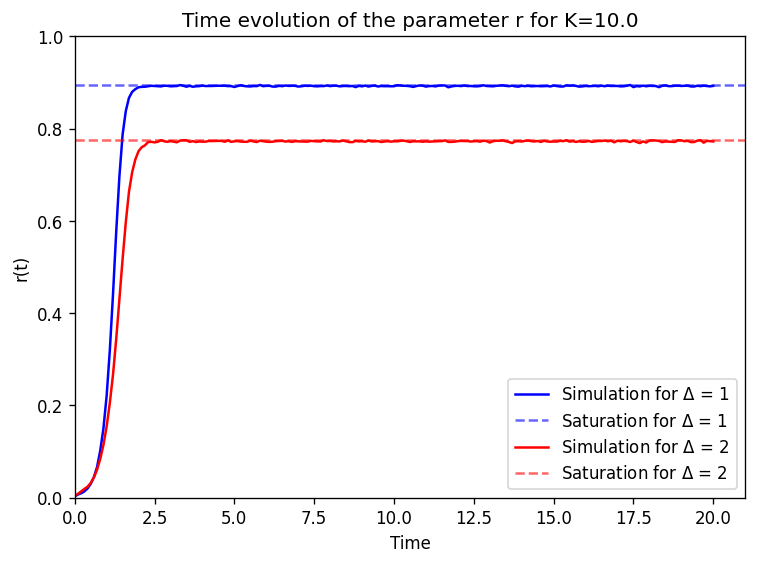 Time evolution of the parameter r for K=10.0
1.0
0.8
0.6
0.4
0.2
0.0
r(t)
Simulation for Δ = 1
Saturation for Δ = 1
Simulation for Δ = 2
Saturation for Δ = 2
0.0 2.5 5.0 7.5 10.0 12.5 15.0 17.5 20.0
Time